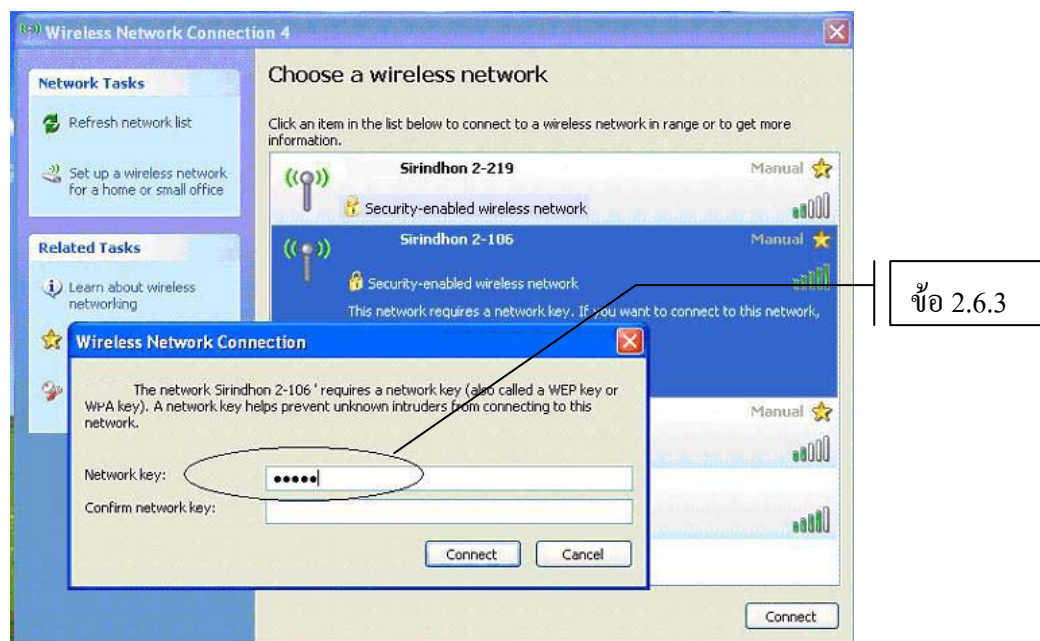 Wireless Network Connection 4
Network Tasks
Refresh network list
Set up a wireless network
for a home or small office
Related Tasks
Learn about wireless
networking
Choose a wireless network
Click an item in the list below to connect to a wireless network in range or to get more
information.
Sirindhon 2-219
Manual
Security-enabled wireless network
Sirindhon 2-106
Manual
Security-enabled wireless network
This network requires a network key. If you want to connect to this network,
Manual
Wireless Network Connection
The network Sirindhon 2-106 ' requires a network key (also called a WEP key or
WPA key). A network key helps prevent unknown intruders from connecting to this
network.
Network key:
●●●●●
Confirm network key:
Connect
Cancel
Connect
ข้อ 2.6.3